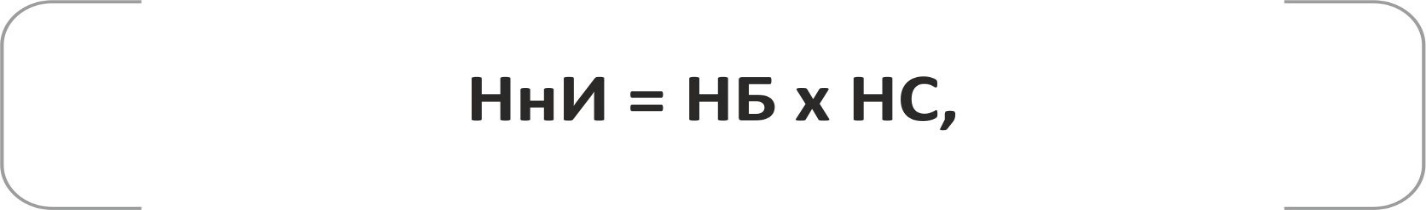 НнИ = НБ х НС,